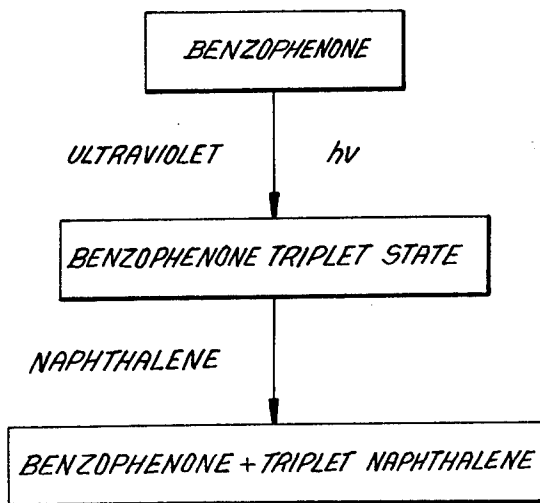 BENZOPHENONE
ULTRAVIOLET hv
BENZOPHENONE TRIPLET STATE
NAPHTHALENE
BENZOPHENONE + TRIPLET NAPHTHALENE